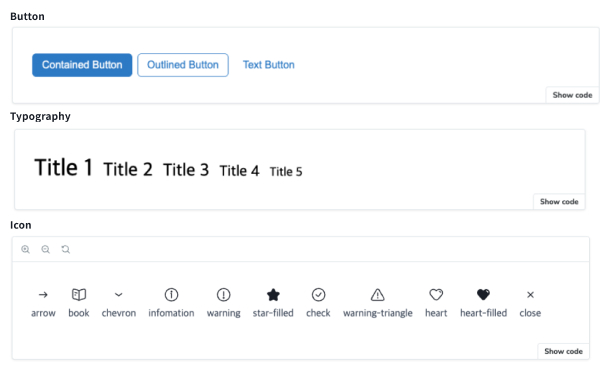 Button
Contained Button Outlined Button Text Button
Show code
Typography
Title 1 Title 2 Title 3 Title 4 Title 5
Show code
Icon
arrow book chevron infomation warning star-filled check warning-triangle heart heart-filled close
Show code